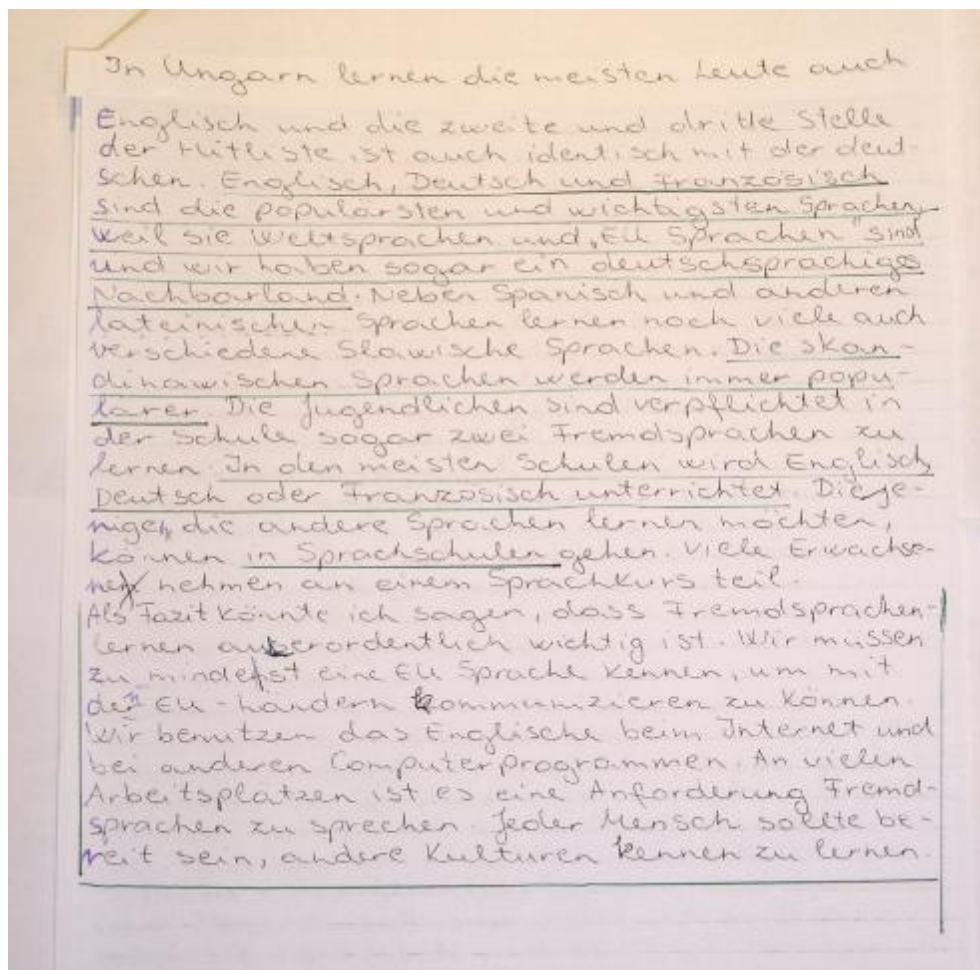 In Ungarn lernen die meisten Leute auch
Englisch und die zweite und dritte Stelle
der Hitliste ist auch identisch mit der deut-
schen. Englisch, Deutsch und Französisch
sind die populärsten und wichtigsten Sprachen,
weil sie Weltsprachen und „EU Sprachen" sind
und wir haben sogar ein deutschsprachiges
Nachbarland. Neben Spanisch und anderen
lateinischen Sprachen lernen noch viele auch
verschiedene Slawische Sprachen. Die skan-
dinawischen Sprachen werden immer popu-
lärer. Die Jugendlichen sind verpflichtet in
der Schule sogar zwei Fremdsprachen zu
lernen. In den meisten Schulen wird Englisch,
Deutsch oder Französisch unterrichtet. Dieje-
nigen, die andere Sprachen lernen möchten,
können in Sprachschulen gehen. Viele Erwachse-
ne nehmen an einem Sprachkurs teil.
Als Fazit könnte ich sagen, dass Fremdsprachen-
lernen außerordentlich wichtig ist. Wir müssen
zu mindest eine EU Sprache kennen, um mit
den EU-Ländern kommunizieren zu können.
Wir benutzen das Englische beim Internet und
bei anderen Computerprogrammen. An vielen
Arbeitsplätzen ist es eine Anforderung Fremd-
sprachen zu sprechen. Jeder Mensch sollte be-
reit sein, andere Kulturen kennen zu lernen.